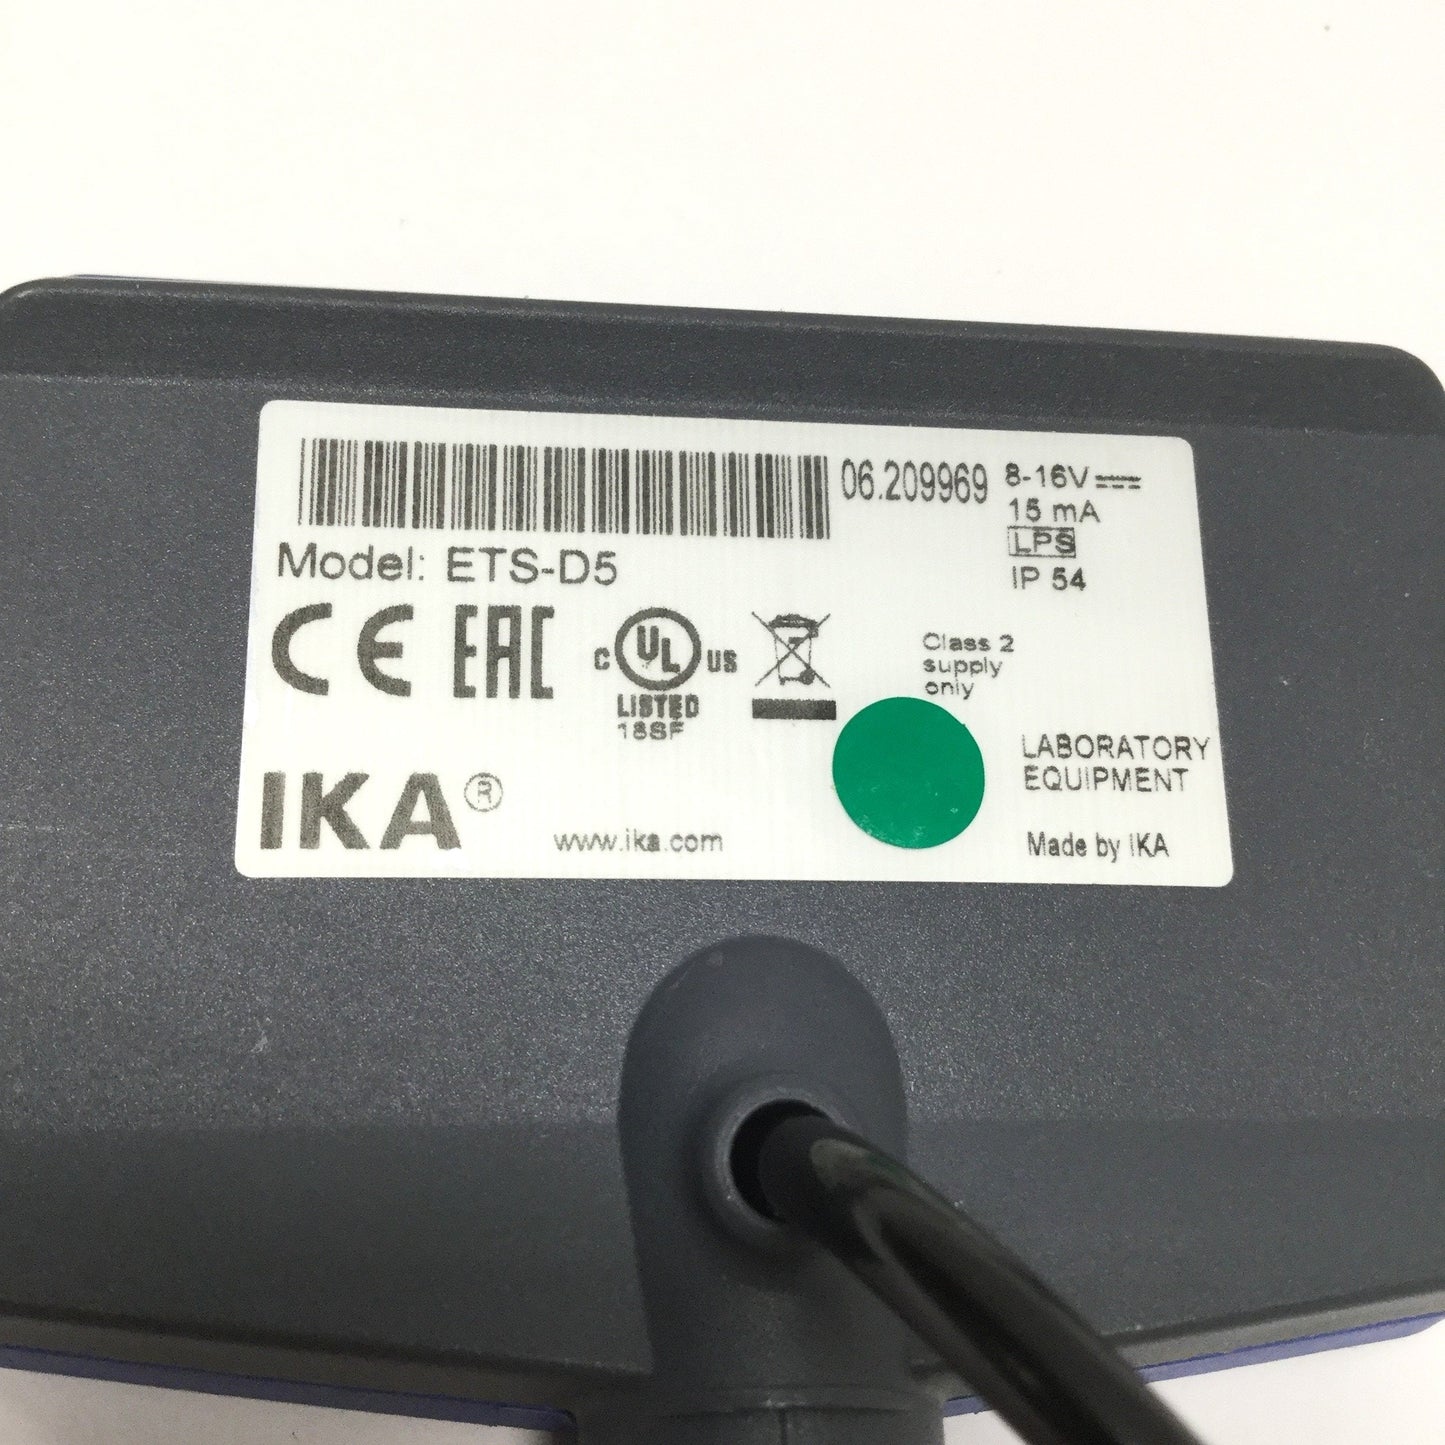 06.209969
8-16V
15 mA
LPS
IP 54
Model: ETS-D5
CE EAC
C UL US
LISTED
18SF
Class 2
supply
only
LABORATORY
EQUIPMENT
IKA®
www.ika.com
Made by IKA